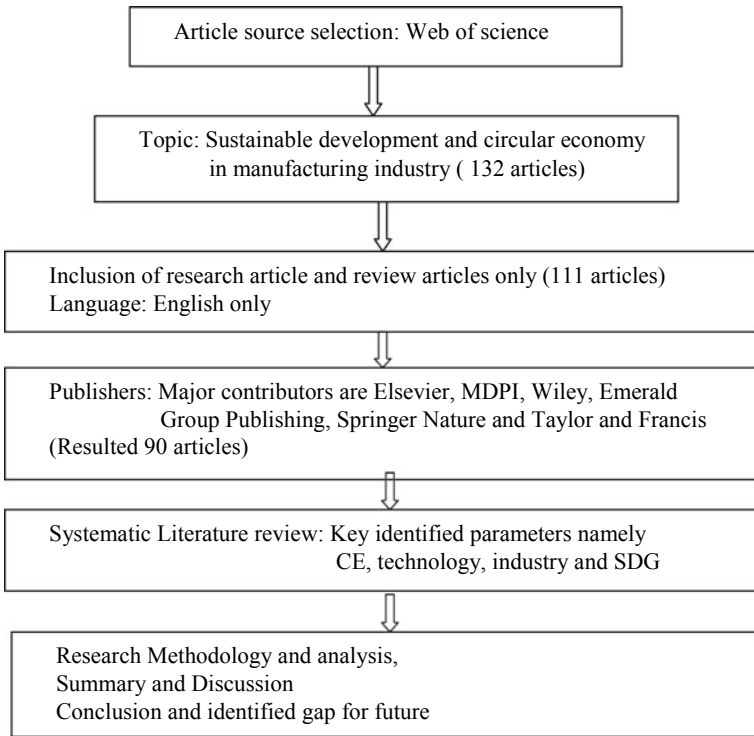 Article source selection: Web of science
Topic: Sustainable development and circular economy
in manufacturing industry ( 132 articles)
Inclusion of research article and review articles only (111 articles)
Language: English only
Publishers: Major contributors are Elsevier, MDPI, Wiley, Emerald
Group Publishing, Springer Nature and Taylor and Francis
(Resulted 90 articles)
Systematic Literature review: Key identified parameters namely
CE, technology, industry and SDG
Research Methodology and analysis,
Summary and Discussion
Conclusion and identified gap for future